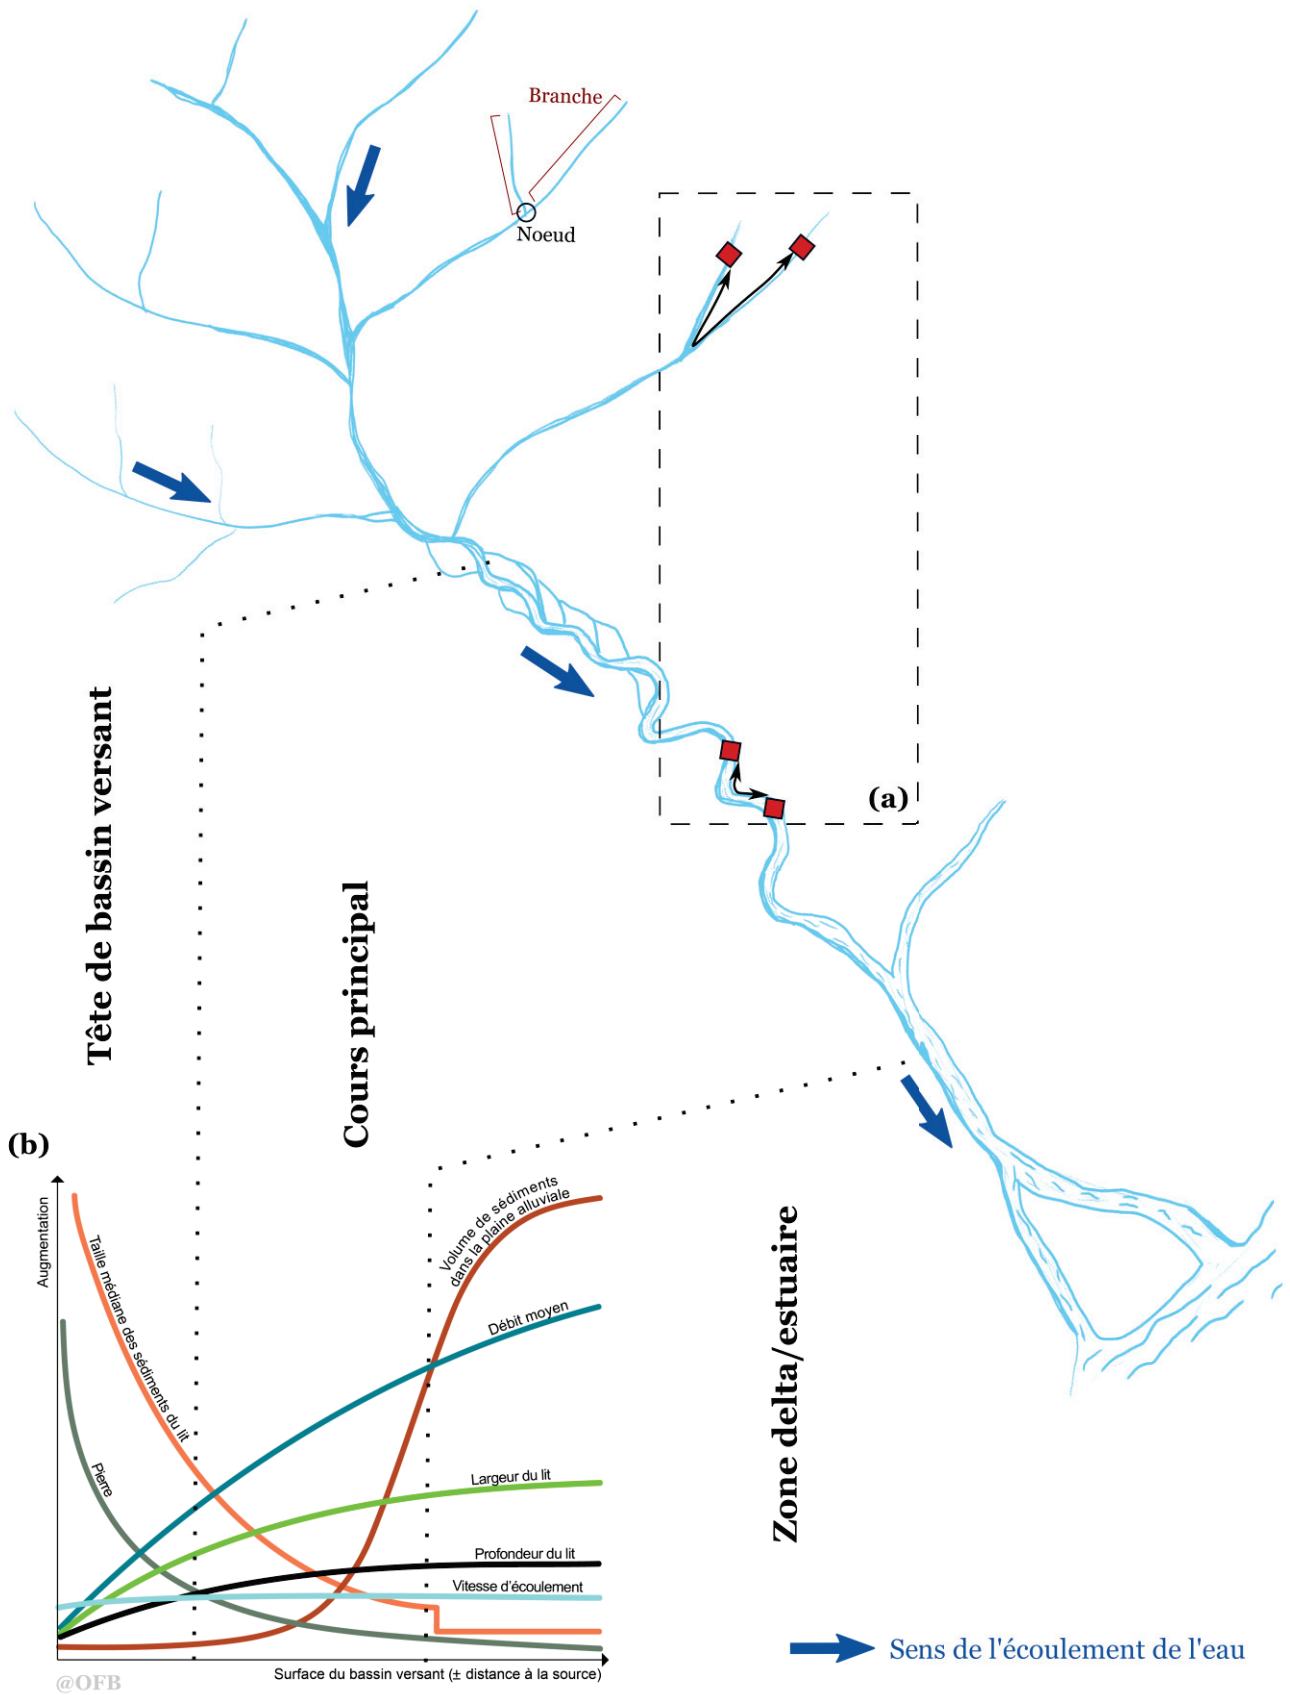 Branche
Noeud
(a)
Tête de bassin versant
Cours principal
Zone delta/estuaire
(b)
Augmentation
Taille médiane des sédiments du lit
Pierre
Volume de sédiments
dans la plaine alluviale
Débit moyen
Largeur du lit
Profondeur du lit
Vitesse d'écoulement
Surface du bassin versant (± distance à la source)
@OFB
Sens de l'écoulement de l'eau